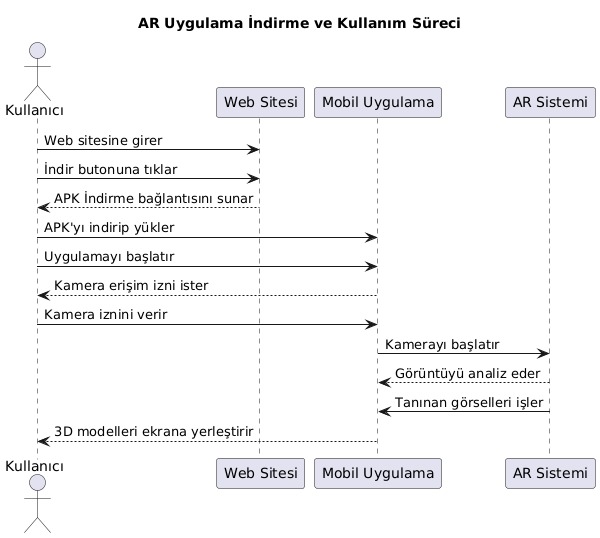 AR Uygulama İndirme ve Kullanım Süreci
Kullanıcı
Web Sitesi
Mobil Uygulama
AR Sistemi
Web sitesine girer
İndir butonuna tıklar
APK İndirme bağlantısını sunar
APK'yı indirip yükler
Uygulamayı başlatır
Kamera erişim izni ister
Kamera iznini verir
Kamerayı başlatır
Görüntüyü analiz eder
Tanınan görselleri işler
3D modelleri ekrana yerleştirir
Kullanıcı
Web Sitesi
Mobil Uygulama
AR Sistemi